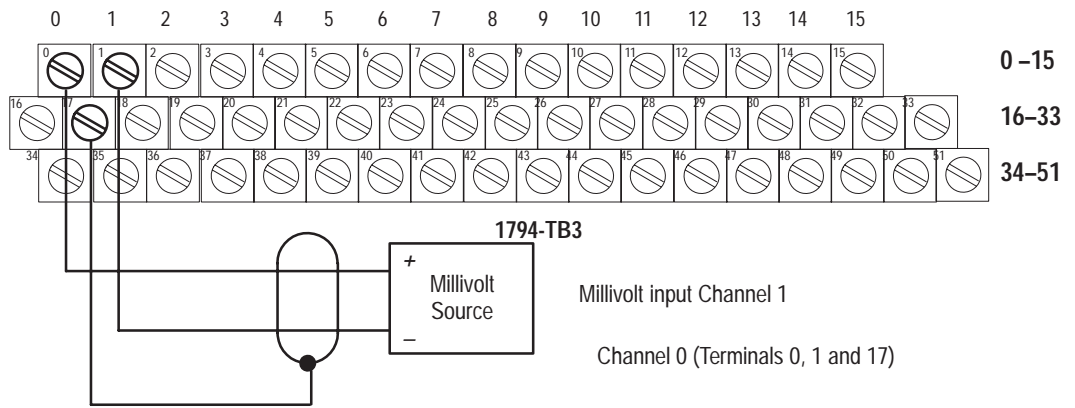 0 1 2 3 4 5 6 7 8 9 10 11 12 13 14 15
0 1 2 3 4 5 6 7 8 9 10 11 12 13 14 15 0 –15
16 17 18 19 20 21 22 23 24 25 26 27 28 29 30 31 32 33 16–33
34 35 36 37 38 39 40 41 42 43 44 45 46 47 48 49 50 51 34–51
1794-TB3
+
Millivolt
Source
–
Millivolt input Channel 1
Channel 0 (Terminals 0, 1 and 17)